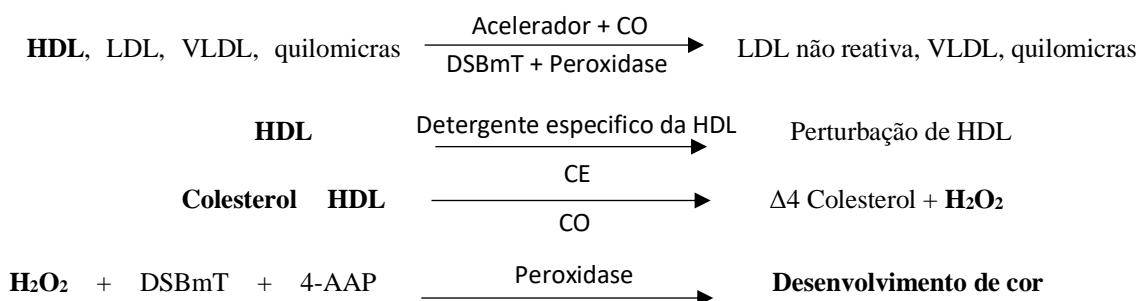 Acelerador + CO
HDL, LDL, VLDL, quilomicras LDL não reativa, VLDL, quilomicras
DSBmT + Peroxidase
HDL Detergente especifico da HDL Perturbação de HDL
CE
Colesterol HDL Δ4 Colesterol + H₂O₂
CO
H₂O₂ + DSBmT + 4-AAP Peroxidase Desenvolvimento de cor